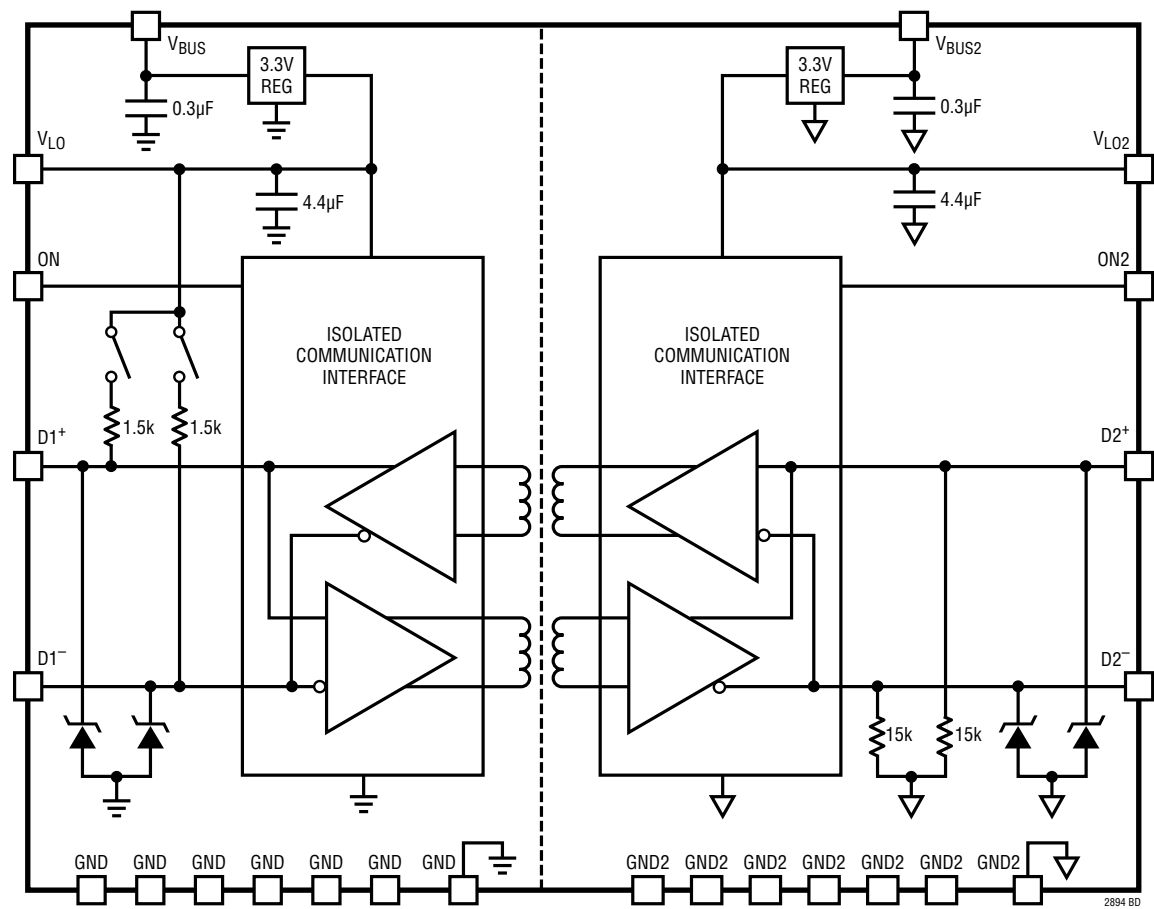 VBUS
3.3V
REG
0.3µF
VLO
4.4µF
ON
ISOLATED
COMMUNICATION
INTERFACE
1.5k
1.5k
D1+
D1−
GND
GND
GND
GND
GND
GND
GND
VBUS2
3.3V
REG
0.3µF
VLO2
4.4µF
ON2
ISOLATED
COMMUNICATION
INTERFACE
D2+
D2−
15k
15k
GND2
GND2
GND2
GND2
GND2
GND2
GND2
2894 BD